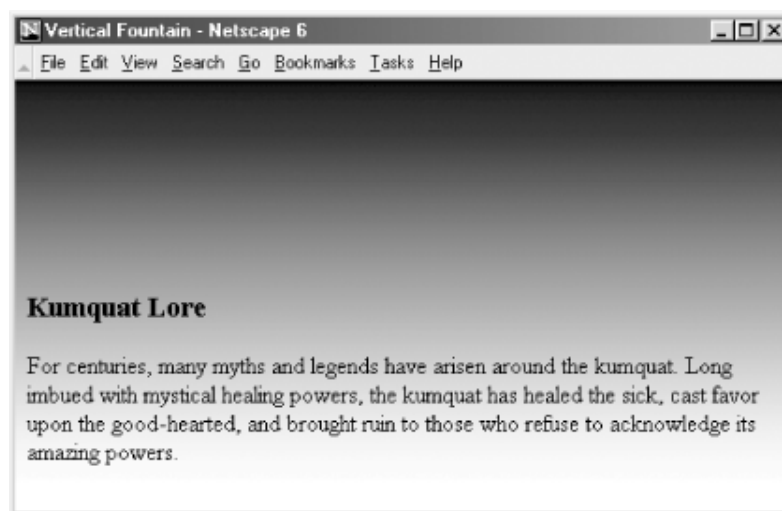 Vertical Fountain - Netscape 6
File Edit View Search Go Bookmarks Tasks Help
Kumquat Lore
For centuries, many myths and legends have arisen around the kumquat. Long
imbued with mystical healing powers, the kumquat has healed the sick, cast favor
upon the good-hearted, and brought ruin to those who refuse to acknowledge its
amazing powers.